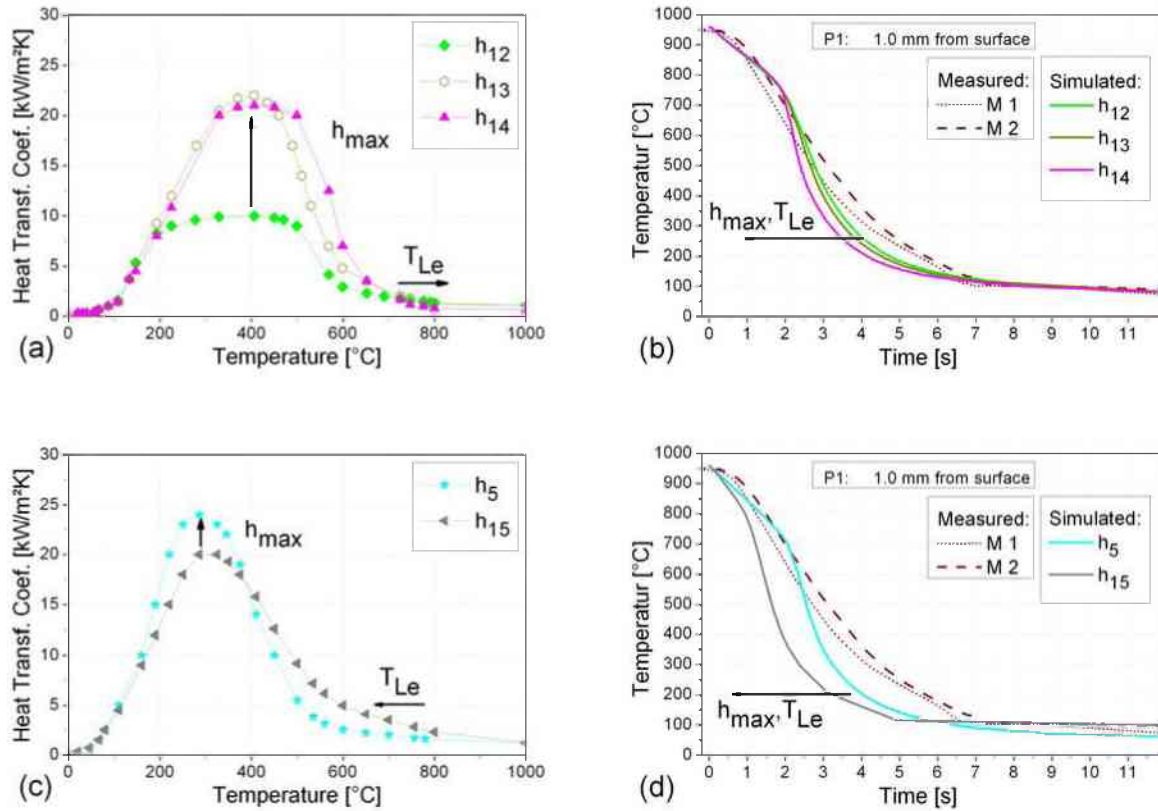 (a)
Heat Transf. Coef. [kW/m²K]
30
25
20
15
10
5
0
h12
h13
h14
hmax
TLe
0 200 400 600 800 1000
Temperature [°C]
(b)
Temperatur [°C]
1000
900
800
700
600
500
400
300
200
100
0
P1: 1.0 mm from surface
Measured:
M 1
M 2
Simulated:
h12
h13
h14
hmax,TLe
0 1 2 3 4 5 6 7 8 9 10 11
Time [s]
(c)
Heat Transf. Coef. [kW/m²K]
30
25
20
15
10
5
0
h5
h15
hmax
TLe
0 200 400 600 800 1000
Temperature [°C]
(d)
Temperatur [°C]
1000
900
800
700
600
500
400
300
200
100
0
P1: 1.0 mm from surface
Measured:
M 1
M 2
Simulated:
h5
h15
hmax,TLe
0 1 2 3 4 5 6 7 8 9 10 11
Time [s]